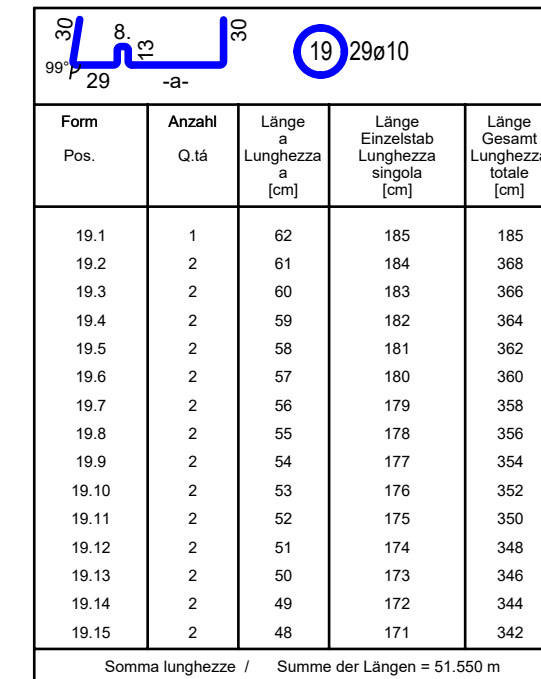 30 8. 13 30 19 29ø10
99° 29 -a-
Form Anzahl Länge Länge Länge
a Einzelstab Gesamt
Pos. Q.tá Lunghezza Lunghezza Lunghezza
a singola totale
[cm] [cm] [cm]
19.1 1 62 185 185
19.2 2 61 184 368
19.3 2 60 183 366
19.4 2 59 182 364
19.5 2 58 181 362
19.6 2 57 180 360
19.7 2 56 179 358
19.8 2 55 178 356
19.9 2 54 177 354
19.10 2 53 176 352
19.11 2 52 175 350
19.12 2 51 174 348
19.13 2 50 173 346
19.14 2 49 172 344
19.15 2 48 171 342
Somma lunghezze / Summe der Längen = 51.550 m